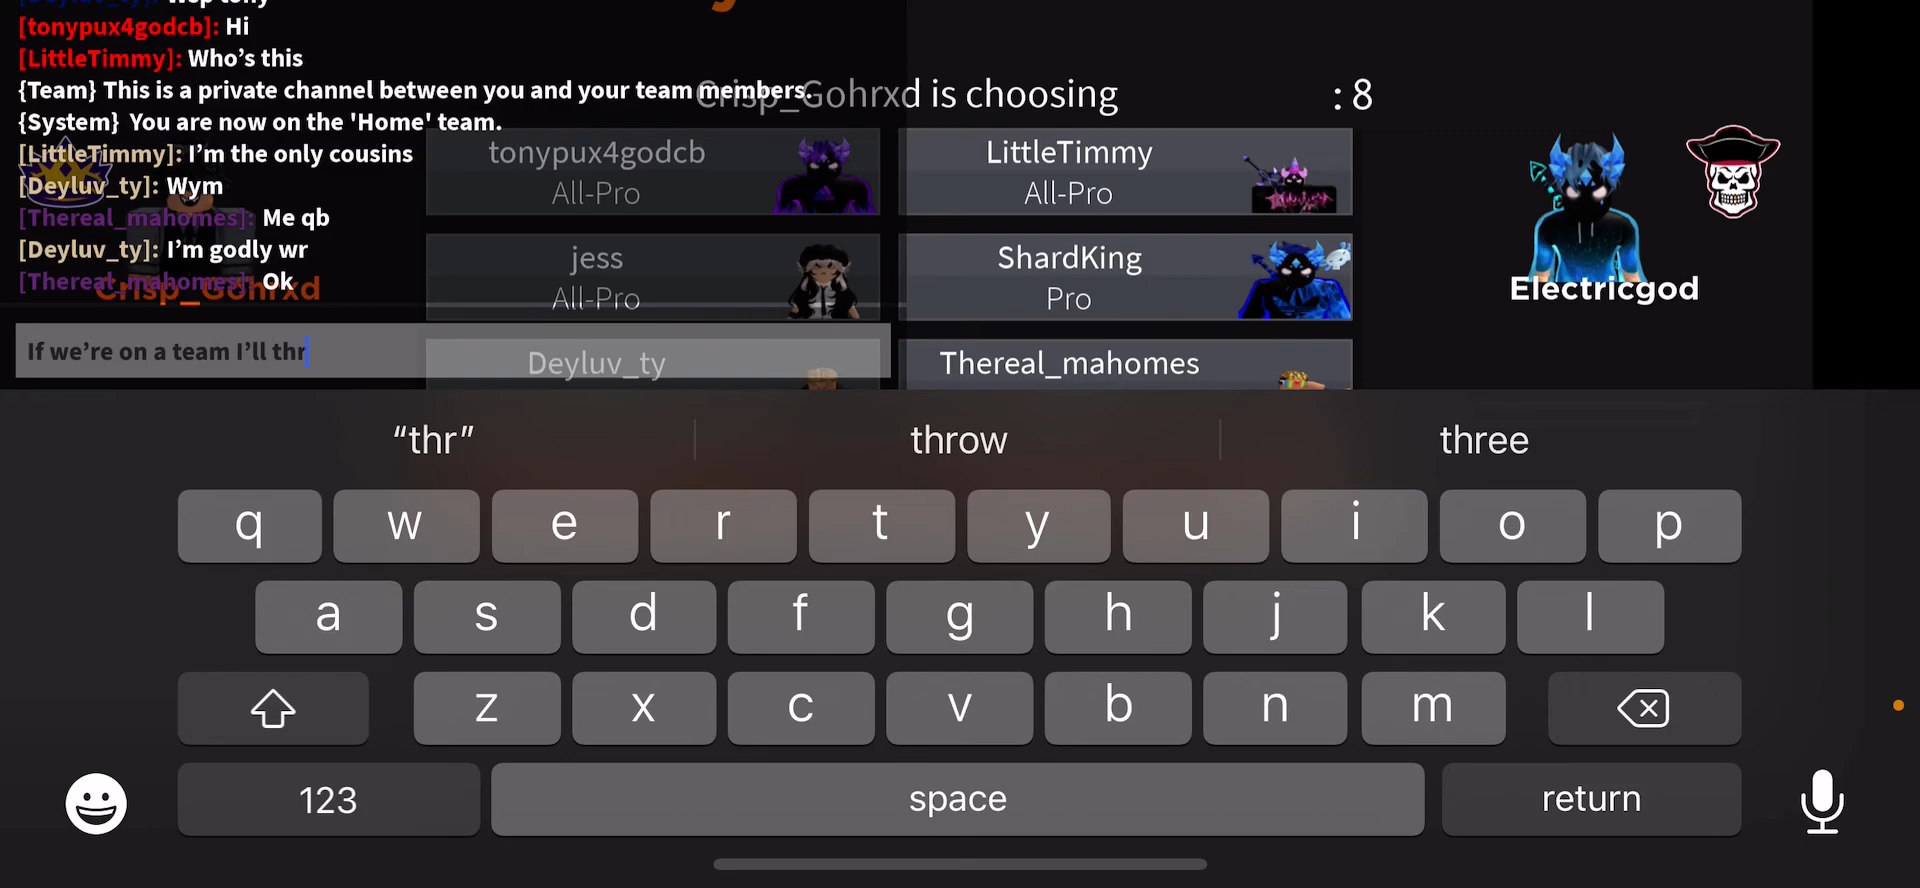 [tonypux4godcb]: Hi
[LittleTimmy]: Who's this
{Team} This is a private channel between you and your team members.
{System} You are now on the 'Home' team.
[LittleTimmy]: I'm the only cousins
[Deyluv_ty]: Wym
[Thereal_mahomes]: Me qb
[Deyluv_ty]: I'm godly wr
[Thereal_mahomes]: Ok
Crisp_Gohrxd
If we're on a team I'll thr
Crisp_Gohrxd is choosing
: 8
tonypux4godcb
All-Pro
LittleTimmy
All-Pro
jess
All-Pro
ShardKing
Pro
Deyluv_ty
Thereal_mahomes
Electricgod
“thr”
throw
three
q w e r t y u i o p
a s d f g h j k l
z x c v b n m
123
space
return